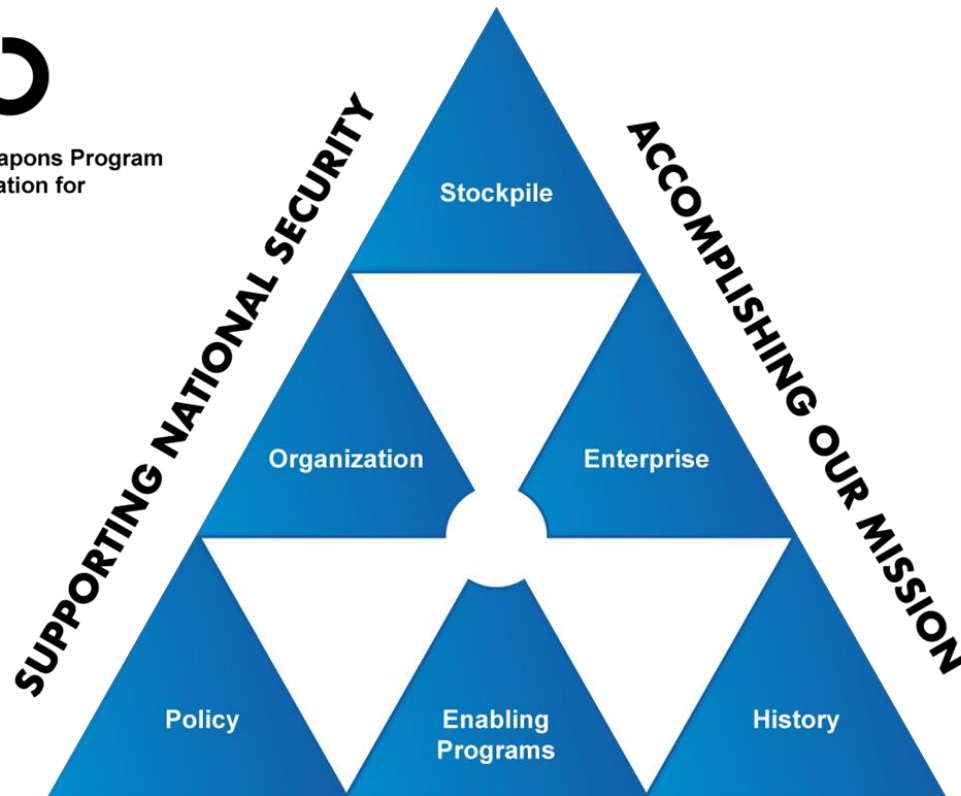 apons Program
ation for
SUPPORTING NATIONAL SECURITY
ACCOMPLISHING OUR MISSION
Stockpile
Organization
Enterprise
Policy
Enabling
Programs
History